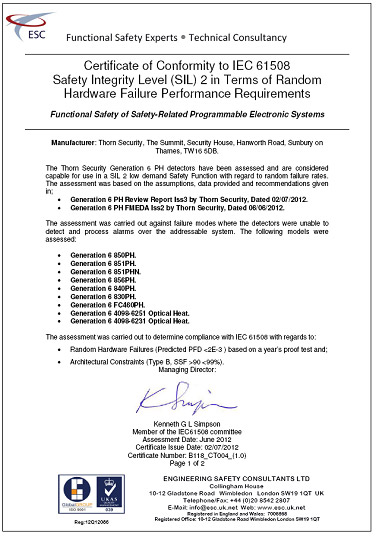 ESC
Functional Safety Experts • Technical Consultancy
Certificate of Conformity to IEC 61508
Safety Integrity Level (SIL) 2 in Terms of Random
Hardware Failure Performance Requirements
Functional Safety of Safety-Related Programmable Electronic Systems
Manufacturer: Thorn Security, The Summit, Security House, Hanworth Road, Sunbury on
Thames, TW16 5DB.
The Thorn Security Generation 6 PH detectors have been assessed and are considered
capable for use in a SIL 2 low demand Safety Function with regard to random failure rates.
The assessment was based on the assumptions, data provided and recommendations given
in;
• Generation 6 PH Review Report Iss3 by Thorn Security, Dated 02/07/2012.
• Generation 6 PH FMEDA Iss2 by Thorn Security, Dated 06/06/2012.
The assessment was carried out against failure modes where the detectors were unable to
detect and process alarms over the addressable system. The following models were
assessed:
• Generation 6 850PH.
• Generation 6 851PH.
• Generation 6 851PHN.
• Generation 6 856PH.
• Generation 6 840PH.
• Generation 6 830PH.
• Generation 6 FC460PH.
• Generation 6 4098-6251 Optical Heat.
• Generation 6 4098-6231 Optical Heat.
The assessment was carried out to determine compliance with IEC 61508 with regards to:
• Random Hardware Failures (Predicted PFD <2E-3 ) based on a year's proof test and;
• Architectural Constraints (Type B, SSF >90 <99%).
Managing Director:
Kenneth G L Simpson
Member of the IEC61508 committee
Assessment Date: June 2012
Certificate Issue Date: 02/07/2012
Certificate Number: B118_CT004_(1.0)
Page 1 of 2
ISO 9001
UKAS
Reg:12Q12086
ENGINEERING SAFETY CONSULTANTS LTD
Collingham House
10-12 Gladstone Road Wimbledon London SW19 1QT UK
Telephone/Fax: +44 (0)20 8542 2807
E-Mail: info@esc.uk.net Web: www.esc.uk.net
Registered in England and Wales: 7006868
Registered Office: 10-12 Gladstone Road Wimbledon London SW19 1QT